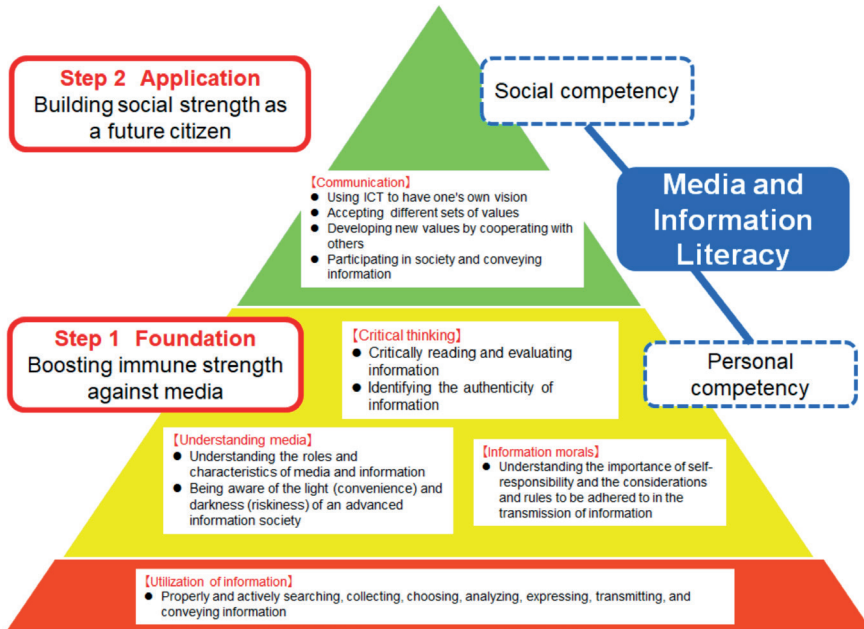 Step 2 Application
Building social strength as
a future citizen
Social competency
Media and
Information
Literacy
【Communication】
● Using ICT to have one's own vision
● Accepting different sets of values
● Developing new values by cooperating with
others
● Participating in society and conveying
information
Step 1 Foundation
Boosting immune strength
against media
Personal
competency
【Critical thinking】
● Critically reading and evaluating
information
● Identifying the authenticity of
information
【Understanding media】
● Understanding the roles and
characteristics of media and information
● Being aware of the light (convenience) and
darkness (riskiness) of an advanced
information society
【Information morals】
● Understanding the importance of self-
responsibility and the considerations
and rules to be adhered to in the
transmission of information
【Utilization of information】
● Properly and actively searching, collecting, choosing, analyzing, expressing, transmitting, and
conveying information